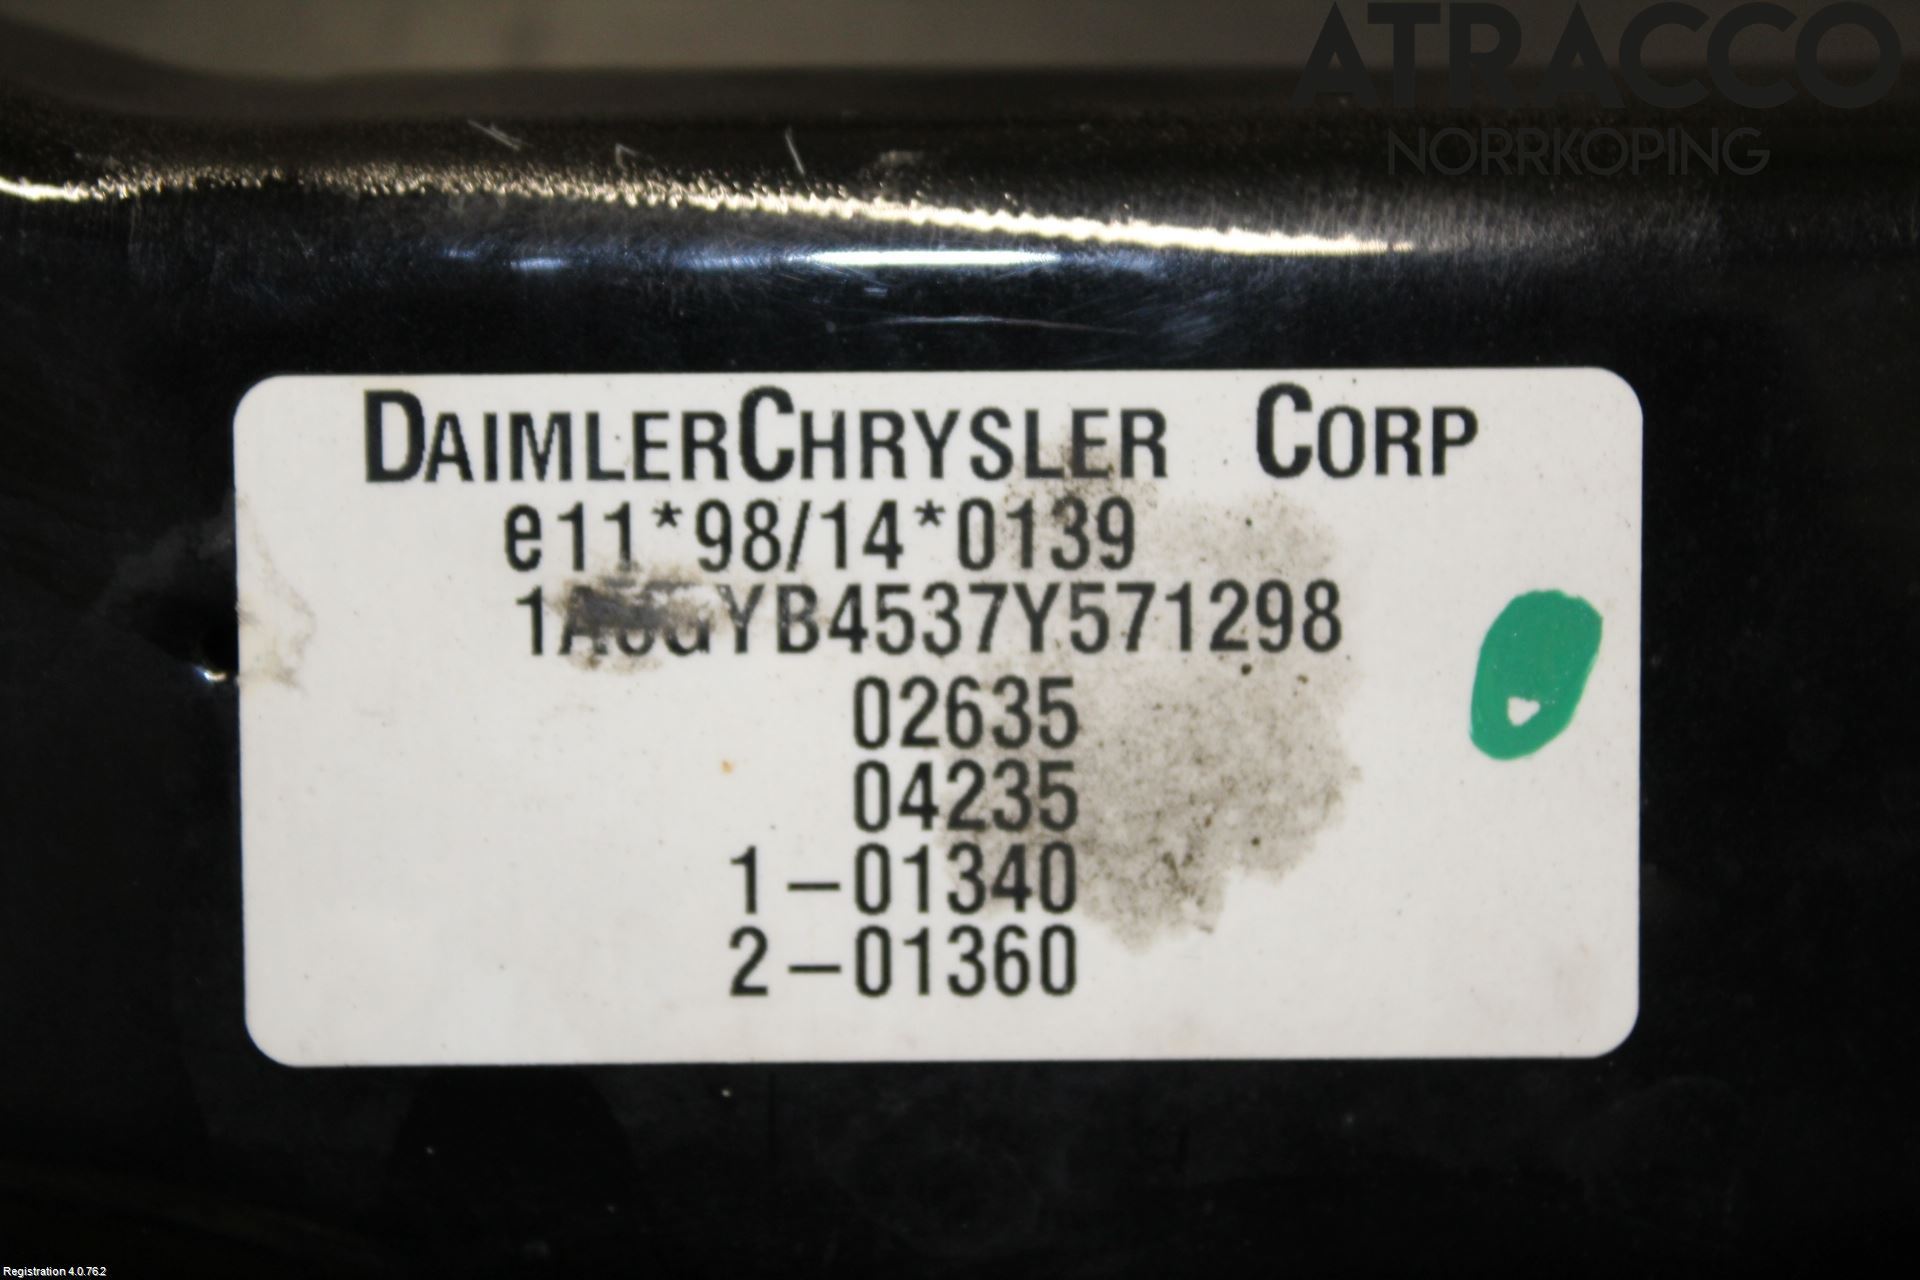 ATRACCO
NORRKOPING
DAIMLERCHRYSLER CORP
e11*98/14*0139
02635
04235
1-01340
2-01360
Registration 4.0.76.2